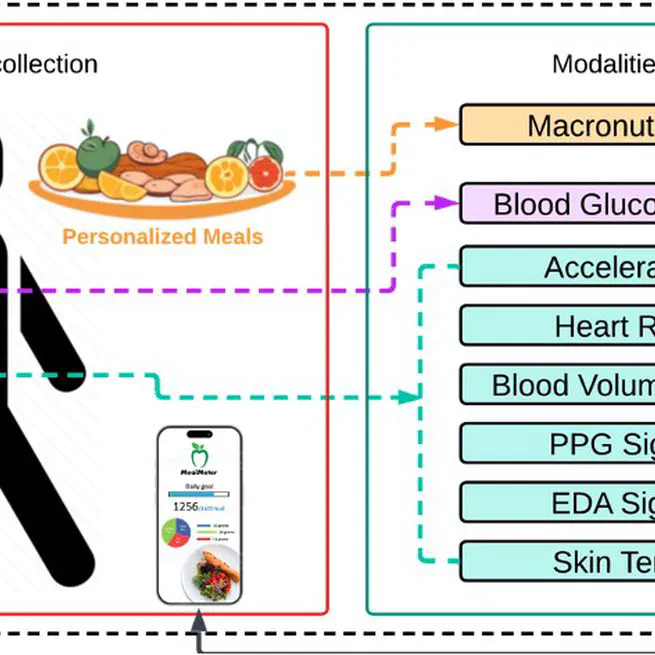 ollection
Modalitie
Macronut
Personalized Meals
Blood Gluco
Accelera
Heart R
Blood Volum
PPG Sig
EDA Sig
Skin Ter
MealMeter
Daily goal
1256